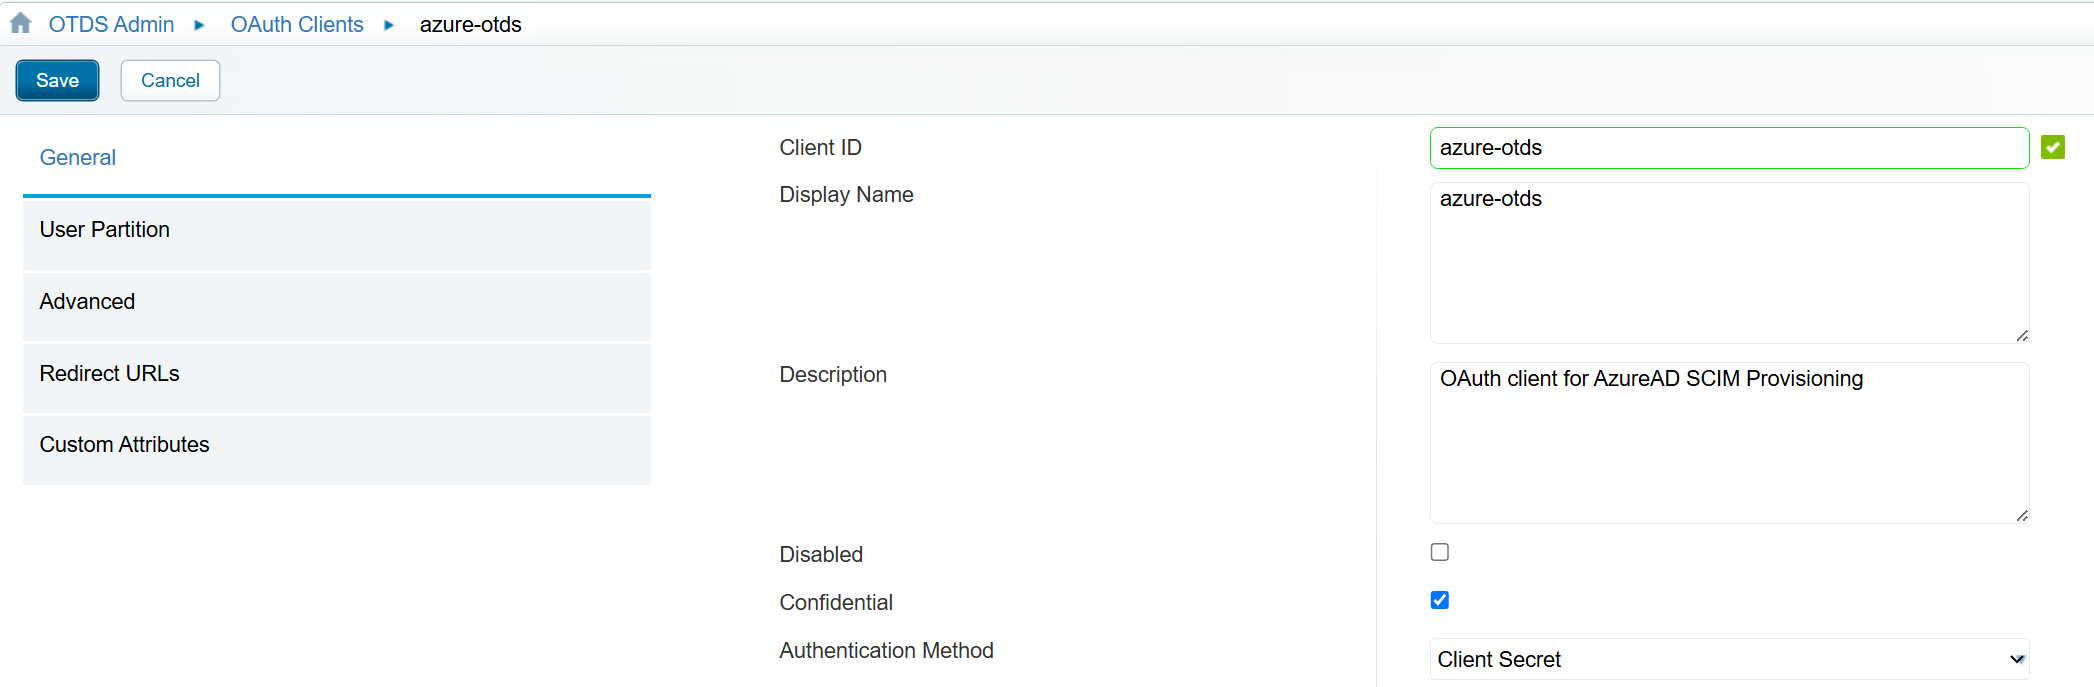 OTDS Admin OAuth Clients azure-otds
Save Cancel
General
User Partition
Advanced
Redirect URLs
Custom Attributes
Client ID azure-otds
Display Name azure-otds
Description OAuth client for AzureAD SCIM Provisioning
Disabled
Confidential
Authentication Method Client Secret